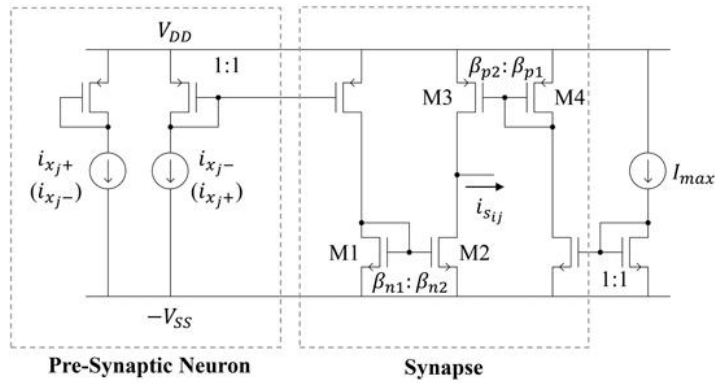 V_DD
1:1
β_p2:β_p1
M3
M4
i_xj+
(i_xj-)
i_xj-
(i_xj+)
i_sij
I_max
M1
M2
β_n1:β_n2
1:1
-V_SS
Pre-Synaptic Neuron
Synapse